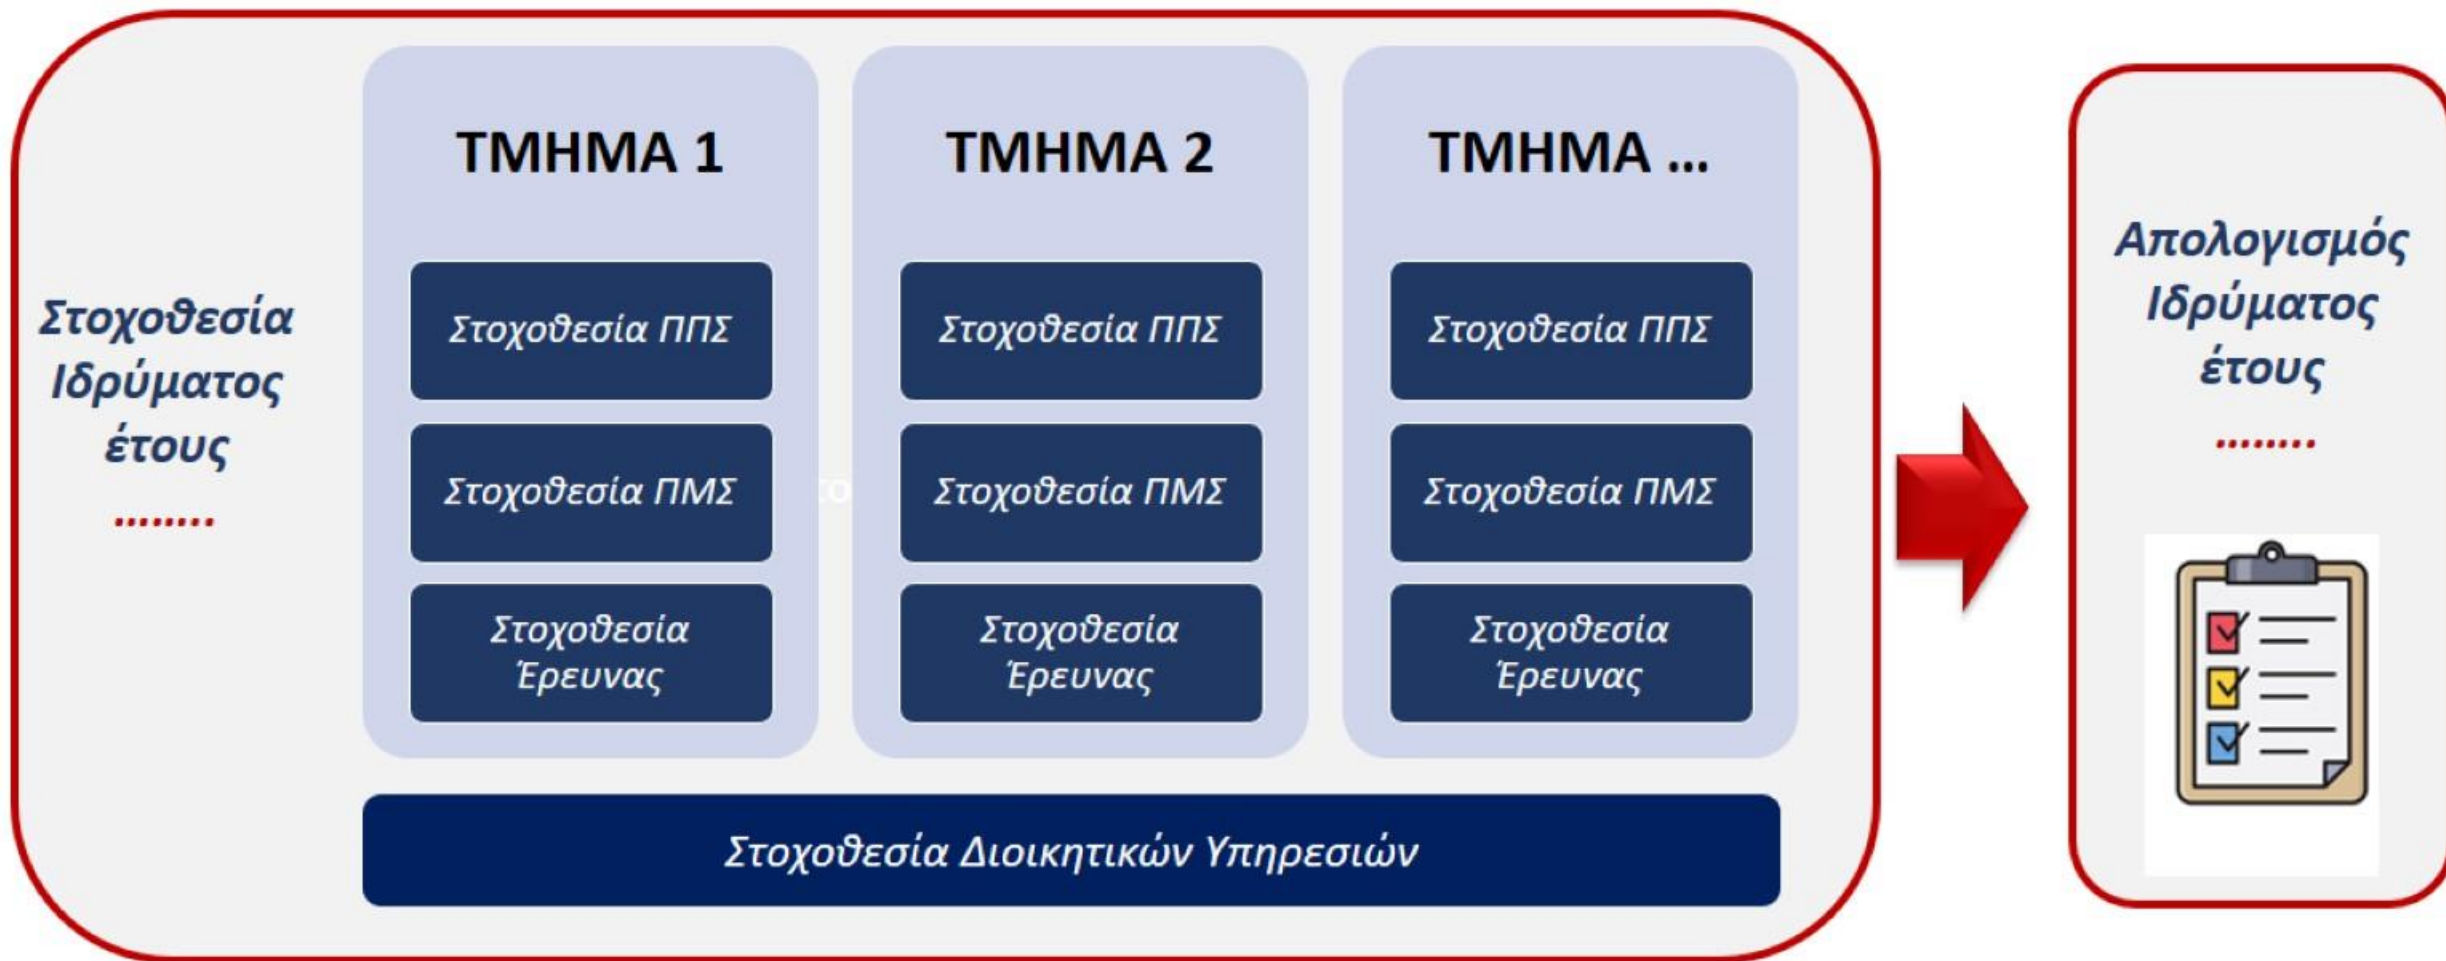 Στοχοθεσία
Ιδρύματος
έτους
........
ΤΜΗΜΑ 1
Στοχοθεσία ΠΠΣ
Στοχοθεσία ΠΜΣ
Στοχοθεσία
Έρευνας
ΤΜΗΜΑ 2
Στοχοθεσία ΠΠΣ
Στοχοθεσία ΠΜΣ
Στοχοθεσία
Έρευνας
ΤΜΗΜΑ ...
Στοχοθεσία ΠΠΣ
Στοχοθεσία ΠΜΣ
Στοχοθεσία
Έρευνας
Στοχοθεσία Διοικητικών Υπηρεσιών
Απολογισμός
Ιδρύματος
έτους
........